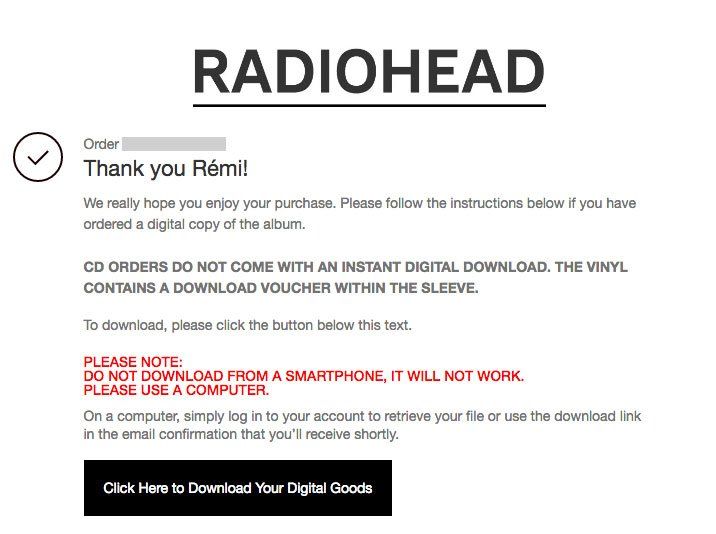 RADIOHEAD
Order
Thank you Rémi!
We really hope you enjoy your purchase. Please follow the instructions below if you have
ordered a digital copy of the album.
CD ORDERS DO NOT COME WITH AN INSTANT DIGITAL DOWNLOAD. THE VINYL
CONTAINS A DOWNLOAD VOUCHER WITHIN THE SLEEVE.
To download, please click the button below this text.
PLEASE NOTE:
DO NOT DOWNLOAD FROM A SMARTPHONE, IT WILL NOT WORK.
PLEASE USE A COMPUTER.
On a computer, simply log in to your account to retrieve your file or use the download link
in the email confirmation that you’ll receive shortly.
Click Here to Download Your Digital Goods